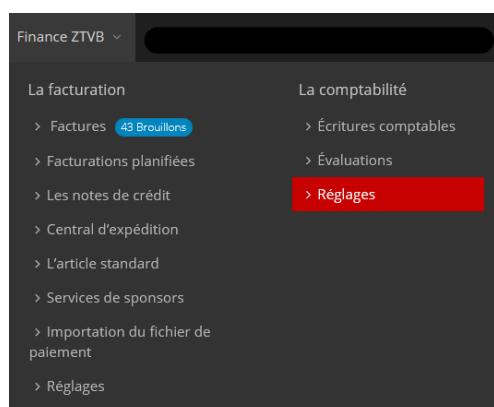 Finance ZTVB
La facturation
Factures 43 Brouillons
Facturations planifiées
Les notes de crédit
Central d'expédition
L'article standard
Services de sponsors
Importation du fichier de
paiement
Réglages
La comptabilité
Écritures comptables
Évaluations
Réglages